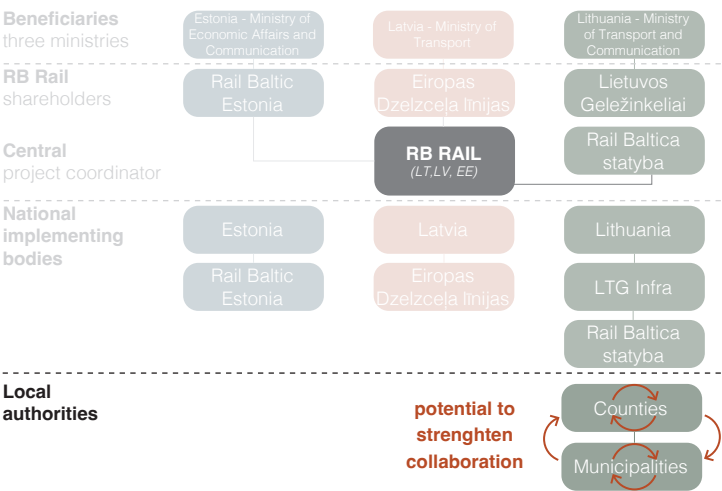 Beneficiaries
three ministries
Estonia - Ministry of
Economic Affairs and
Communication
Latvia - Ministry of
Transport
Lithuania - Ministry
of Transport and
Communication
RB Rail
shareholders
Rail Baltic
Estonia
Eiropas
Dzelzceļa līnijas
Lietuvos
Geležinkeliai
Central
project coordinator
RB RAIL
(LT,LV, EE)
Rail Baltica
statyba
National
implementing
bodies
Estonia
Latvia
Lithuania
Rail Baltic
Estonia
Eiropas
Dzelzceļa līnijas
LTG Infra
Rail Baltica
statyba
Local
authorities
potential to
strenghten
collaboration
Counties
Municipalities